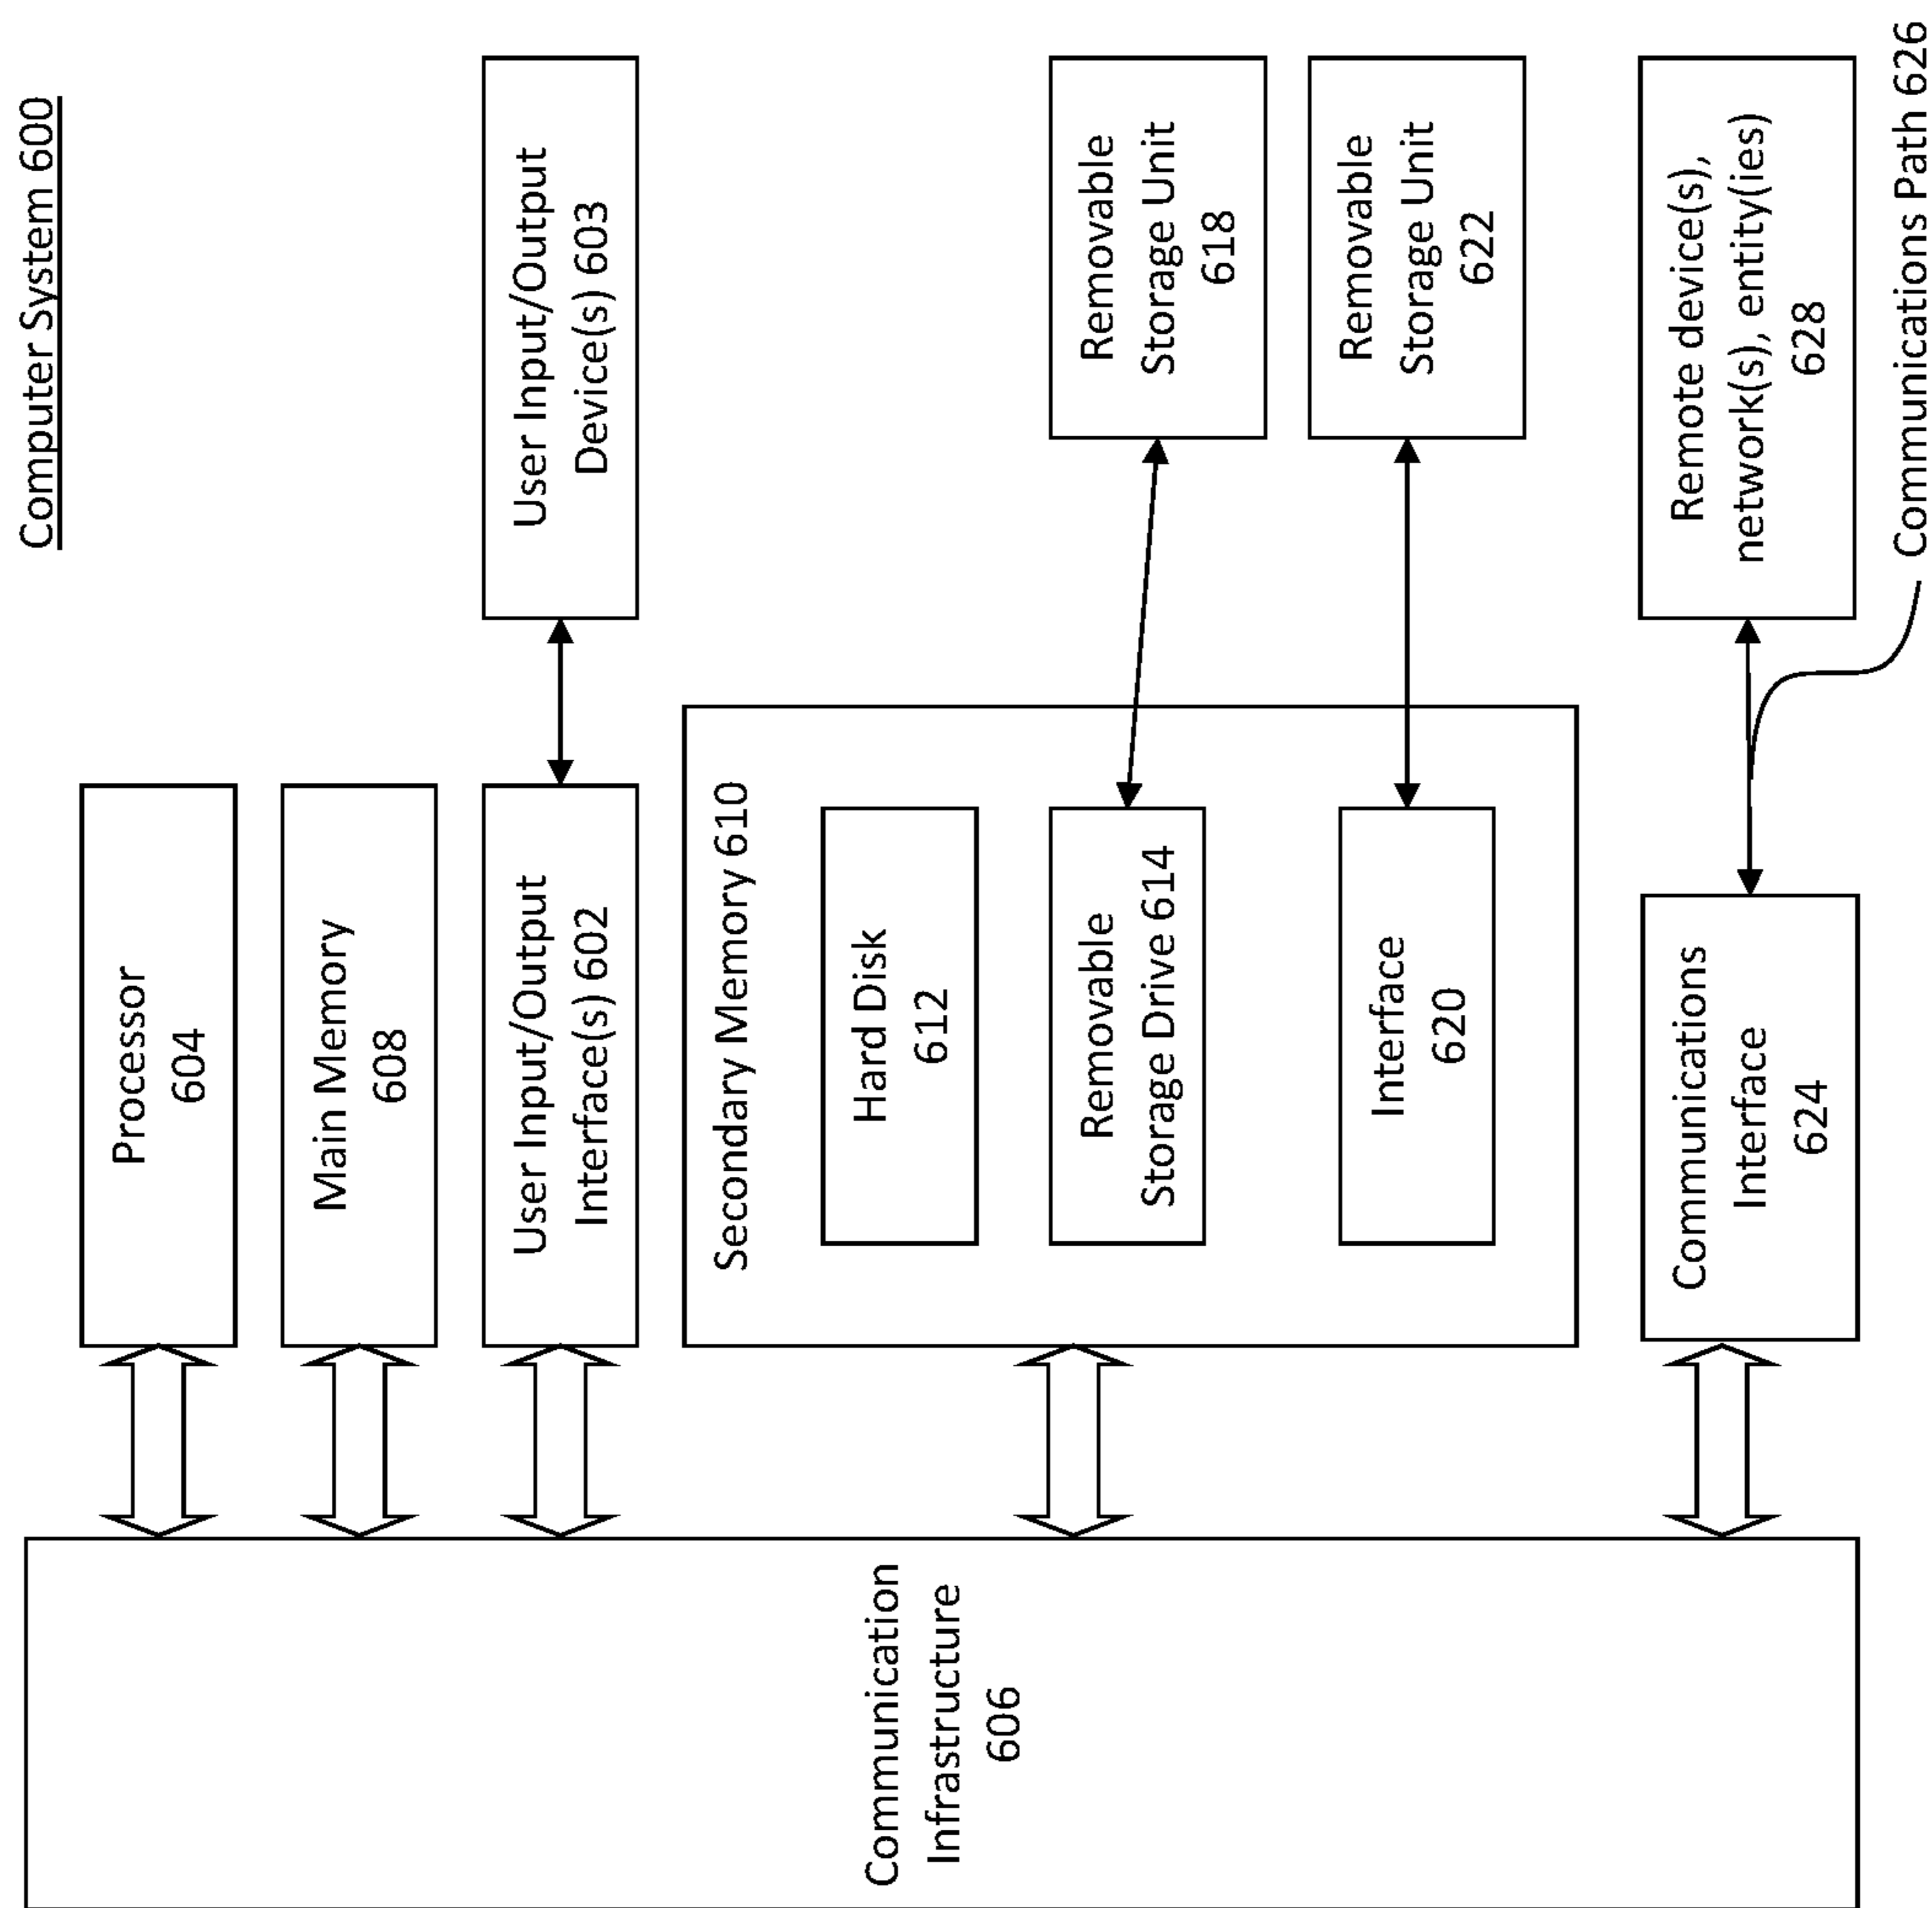 Computer System 600
Processor
604
Main Memory
608
User Input/Output
Interface(s) 602
User Input/Output
Device(s) 603
Communication
Infrastructure
606
Secondary Memory 610
Hard Disk
612
Removable
Storage Drive 614
Removable
Storage Unit
618
Interface
620
Removable
Storage Unit
622
Communications
Interface
624
Remote device(s),
network(s), entity(ies)
628
Communications Path 626